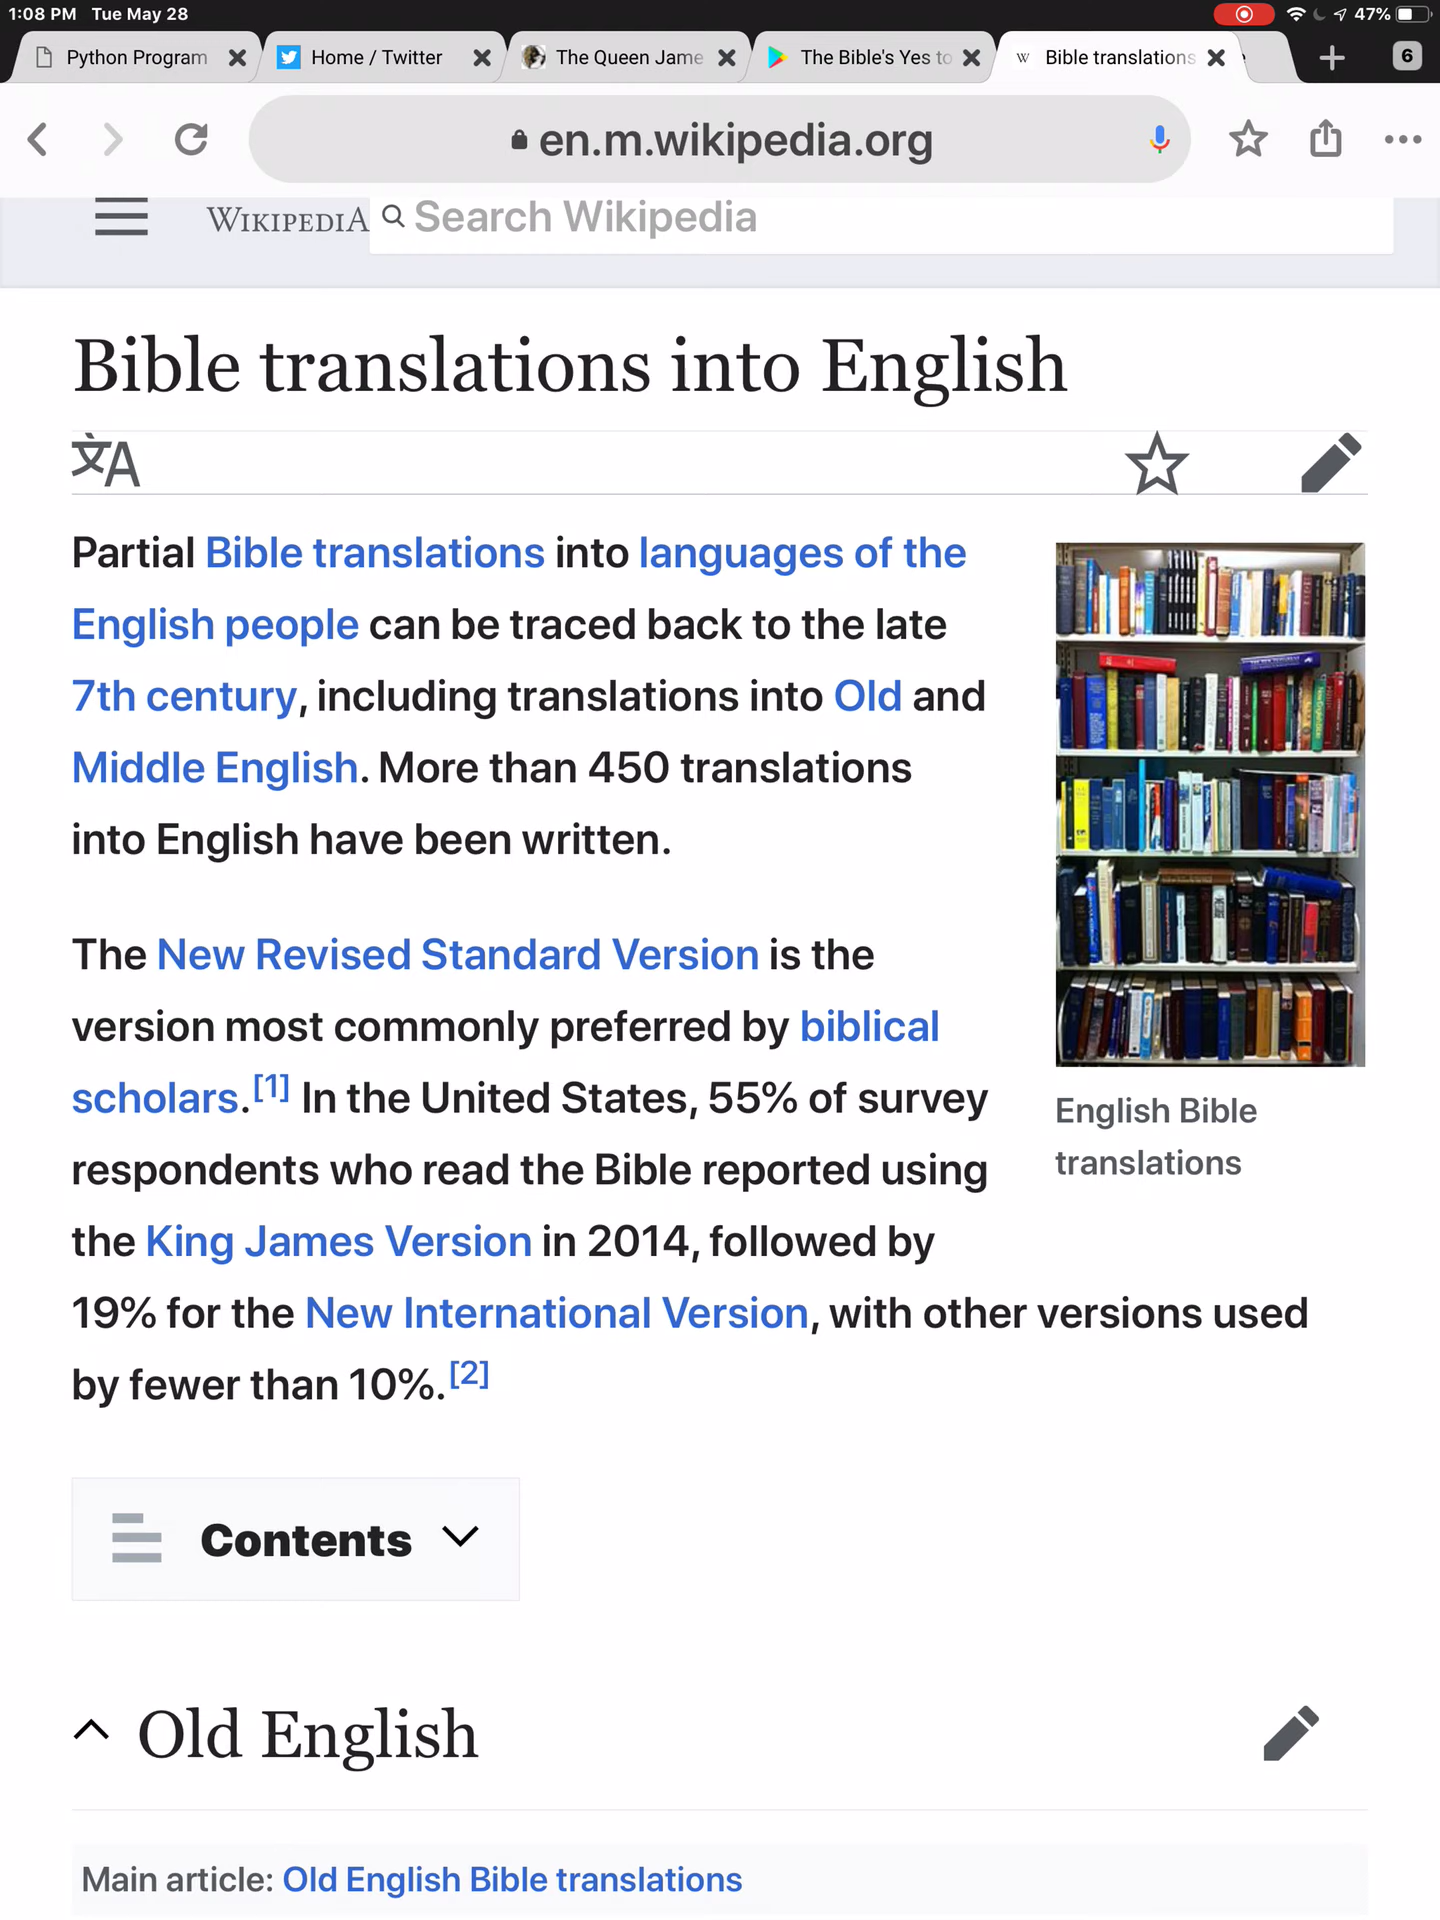 1:08 PM Tue May 28 47%
Python Program Home / Twitter The Queen Jame The Bible's Yes to W Bible translations 6
en.m.wikipedia.org
WIKIPEDIA Search Wikipedia
Bible translations into English
文A
Partial Bible translations into languages of the
English people can be traced back to the late
7th century, including translations into Old and
Middle English. More than 450 translations
into English have been written.
The New Revised Standard Version is the
version most commonly preferred by biblical
scholars.[1] In the United States, 55% of survey
respondents who read the Bible reported using
the King James Version in 2014, followed by
19% for the New International Version, with other versions used
by fewer than 10%.[2]
English Bible
translations
Contents
Old English
Main article: Old English Bible translations